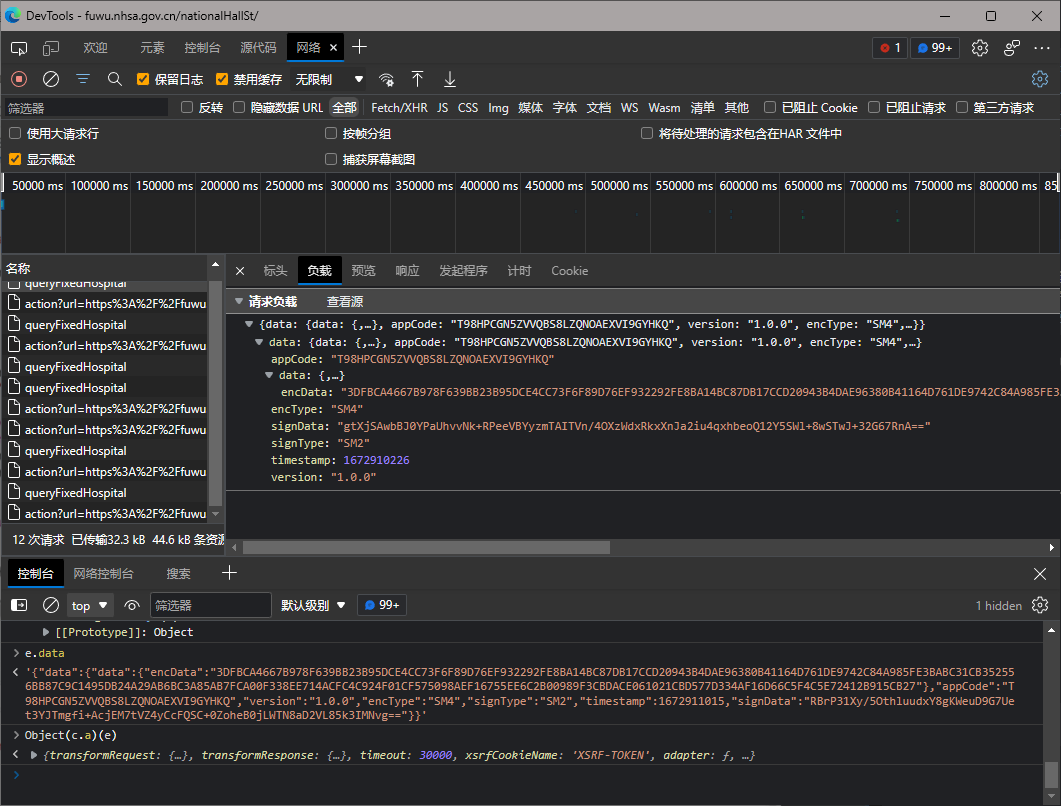 DevTools - fuwu.nhsa.gov.cn/nationalHallSt/
欢迎 元素 控制台 源代码 网络 1 99+
保留日志 禁用缓存 无限制
筛选器 反转 隐藏数据 URL 全部 Fetch/XHR JS CSS Img 媒体 字体 文档 WS Wasm 清单 其他 已阻止 Cookie 已阻止请求 第三方请求
使用大请求行 按帧分组 将待处理的请求包含在HAR 文件中
显示概述 捕获屏幕截图
50000 ms 100000 ms 150000 ms 200000 ms 250000 ms 300000 ms 350000 ms 400000 ms 450000 ms 500000 ms 550000 ms 600000 ms 650000 ms 700000 ms 750000 ms 800000 ms 85
名称
queryFixedHospital
action?url=https%3A%2F%2Ffuwu
queryFixedHospital
action?url=https%3A%2F%2Ffuwu
queryFixedHospital
queryFixedHospital
action?url=https%3A%2F%2Ffuwu
action?url=https%3A%2F%2Ffuwu
queryFixedHospital
action?url=https%3A%2F%2Ffuwu
queryFixedHospital
action?url=https%3A%2F%2Ffuwu
12 次请求 已传输32.3 kB 44.6 kB 条资源
标头 负载 预览 响应 发起程序 计时 Cookie
请求负载 查看源
{data: {data: {,…}, appCode: "T98HPCGN5ZVVQBS8LZQNOAEXVI9GYHKQ", version: "1.0.0", encType: "SM4",…}}
data: {data: {,…}, appCode: "T98HPCGN5ZVVQBS8LZQNOAEXVI9GYHKQ", version: "1.0.0", encType: "SM4",…}
appCode: "T98HPCGN5ZVVQBS8LZQNOAEXVI9GYHKQ"
data: {,…}
encData: "3DFBCA4667B978F639BB23B95DCE4CC73F6F89D76EF932292FE8BA14BC87DB17CCD20943B4DAE96380B41164D761DE9742C84A985FE3
encType: "SM4"
signData: "gtXjSAwbBJ0YPaUhvvNk+RPeeVBYyzmTAITVn/4OXzWdxRkxXnJa2iu4qxhbeoQ12Y5SWl+8wSTwJ+32G67RnA=="
signType: "SM2"
timestamp: 1672910226
version: "1.0.0"
控制台 网络控制台 搜索
top 筛选器 默认级别 99+ 1 hidden
[[Prototype]]: Object
e.data
'{"data":{"data":{"encData":"3DFBCA4667B978F639BB23B95DCE4CC73F6F89D76EF932292FE8BA14BC87DB17CCD20943B4DAE96380B41164D761DE9742C84A985FE3BABC31CB35255
6BB87C9C1495DB24A29AB6BC3A85AB7FCA00F338EE714ACFC4C924F01CF575098AEF16755EE6C2B00989F3CBDACE061021CBD577D334AF16D66C5F4C5E72412B915CB27"},"appCode":"T
98HPCGN5ZVVQBS8LZQNOAEXVI9GYHKQ","version":"1.0.0","encType":"SM4","signType":"SM2","timestamp":1672911015,"signData":"RBrP31Xy/5OthluudxY8gKWeuD9G7Ue
t3YJTmgfi+AcjEM7tVZ4yCcFQSC+0ZoheB0jLWTN8aD2VL85k3IMNvg=="}}'
Object(c.a)(e)
{transformRequest: {…}, transformResponse: {…}, timeout: 30000, xsrfCookieName: 'XSRF-TOKEN', adapter: ƒ, …}